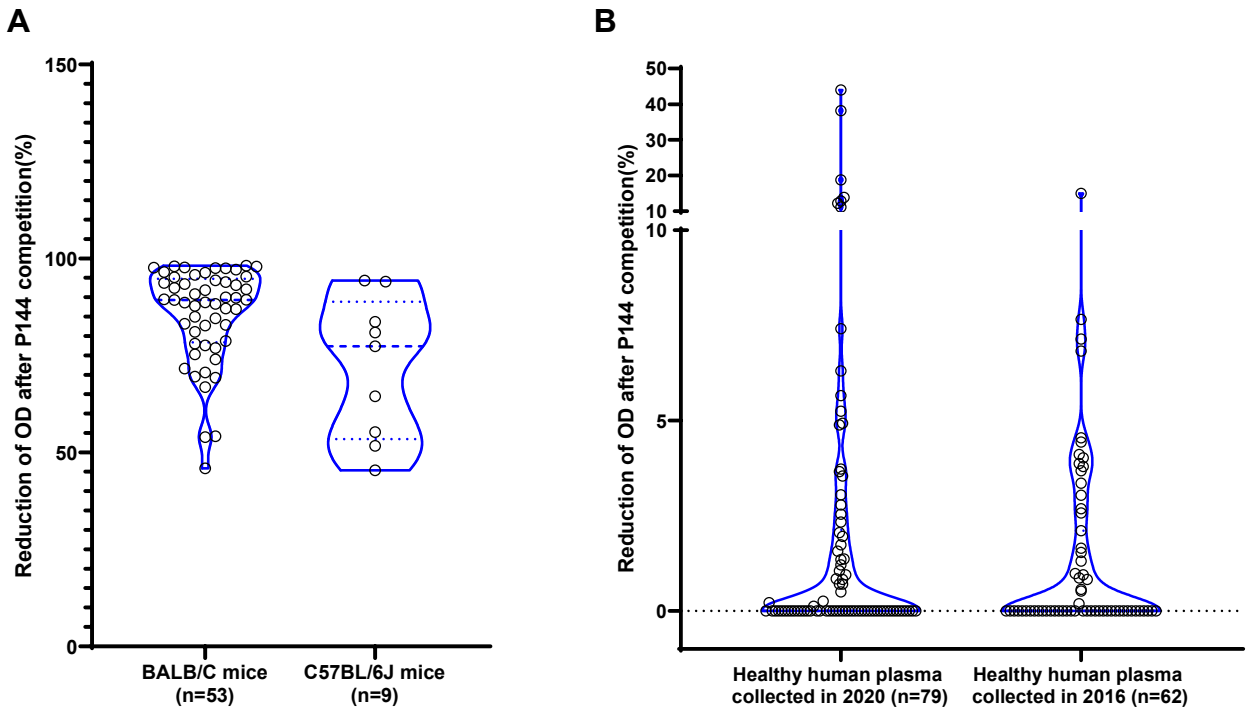 A
B
Reduction of OD after P144 competition(%)
150
100
50
0
BALB/C mice
(n=53)
C57BL/6J mice
(n=9)
Reduction of OD after P144 competition(%)
50
40
30
20
10
10
5
0
Healthy human plasma
collected in 2020 (n=79)
Healthy human plasma
collected in 2016 (n=62)